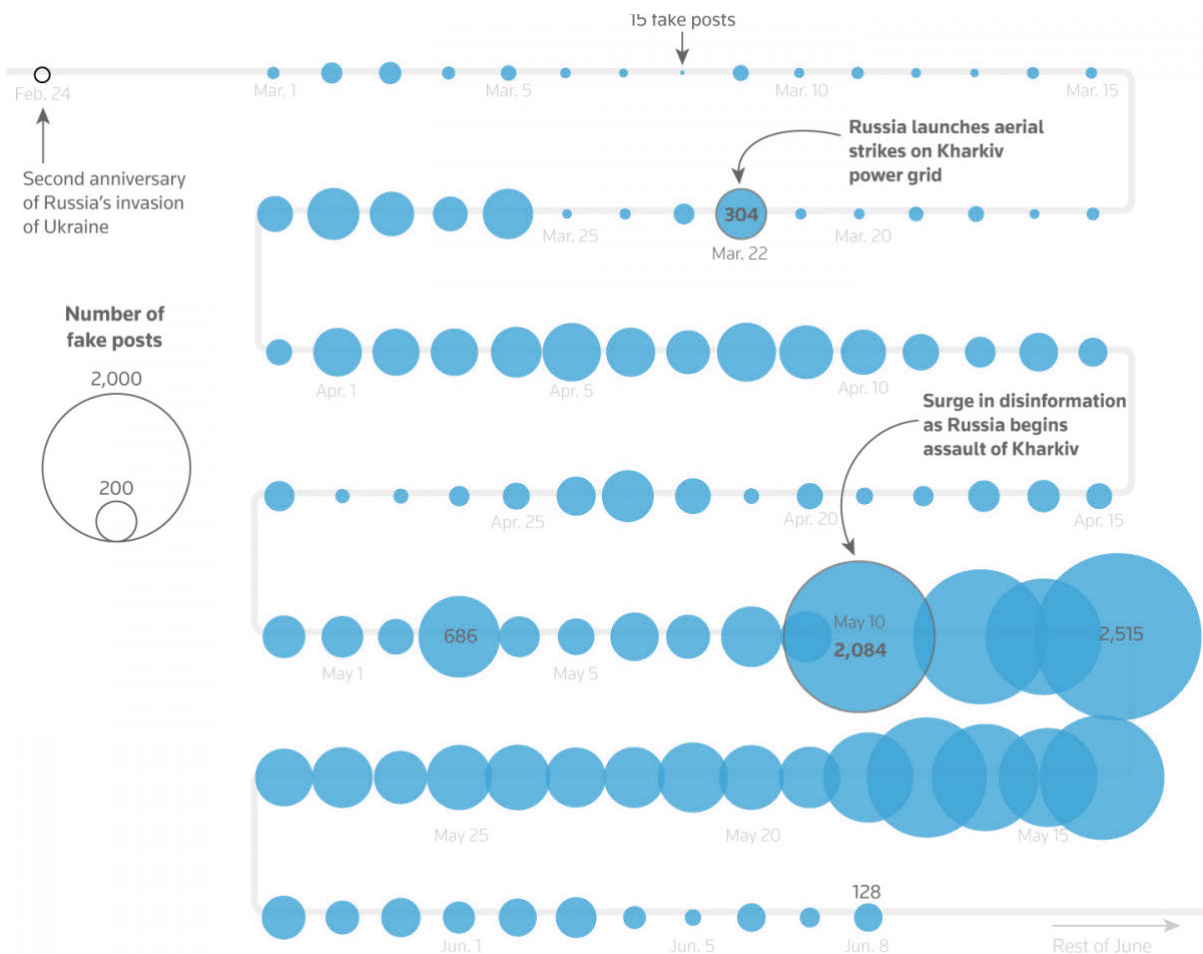 15 fake posts
Feb. 24
Mar. 1
Mar. 5
Mar. 10
Mar. 15
Second anniversary
of Russia's invasion
of Ukraine
Russia launches aerial
strikes on Kharkiv
power grid
304
Mar. 25
Mar. 22
Mar. 20
Number of
fake posts
2,000
200
Apr. 1
Apr. 5
Apr. 10
Surge in disinformation
as Russia begins
assault of Kharkiv
Apr. 25
Apr. 20
Apr. 15
May 1
686
May 5
May 10
2,084
2,515
May 25
May 20
May 15
128
Jun. 1
Jun. 5
Jun. 8
Rest of June